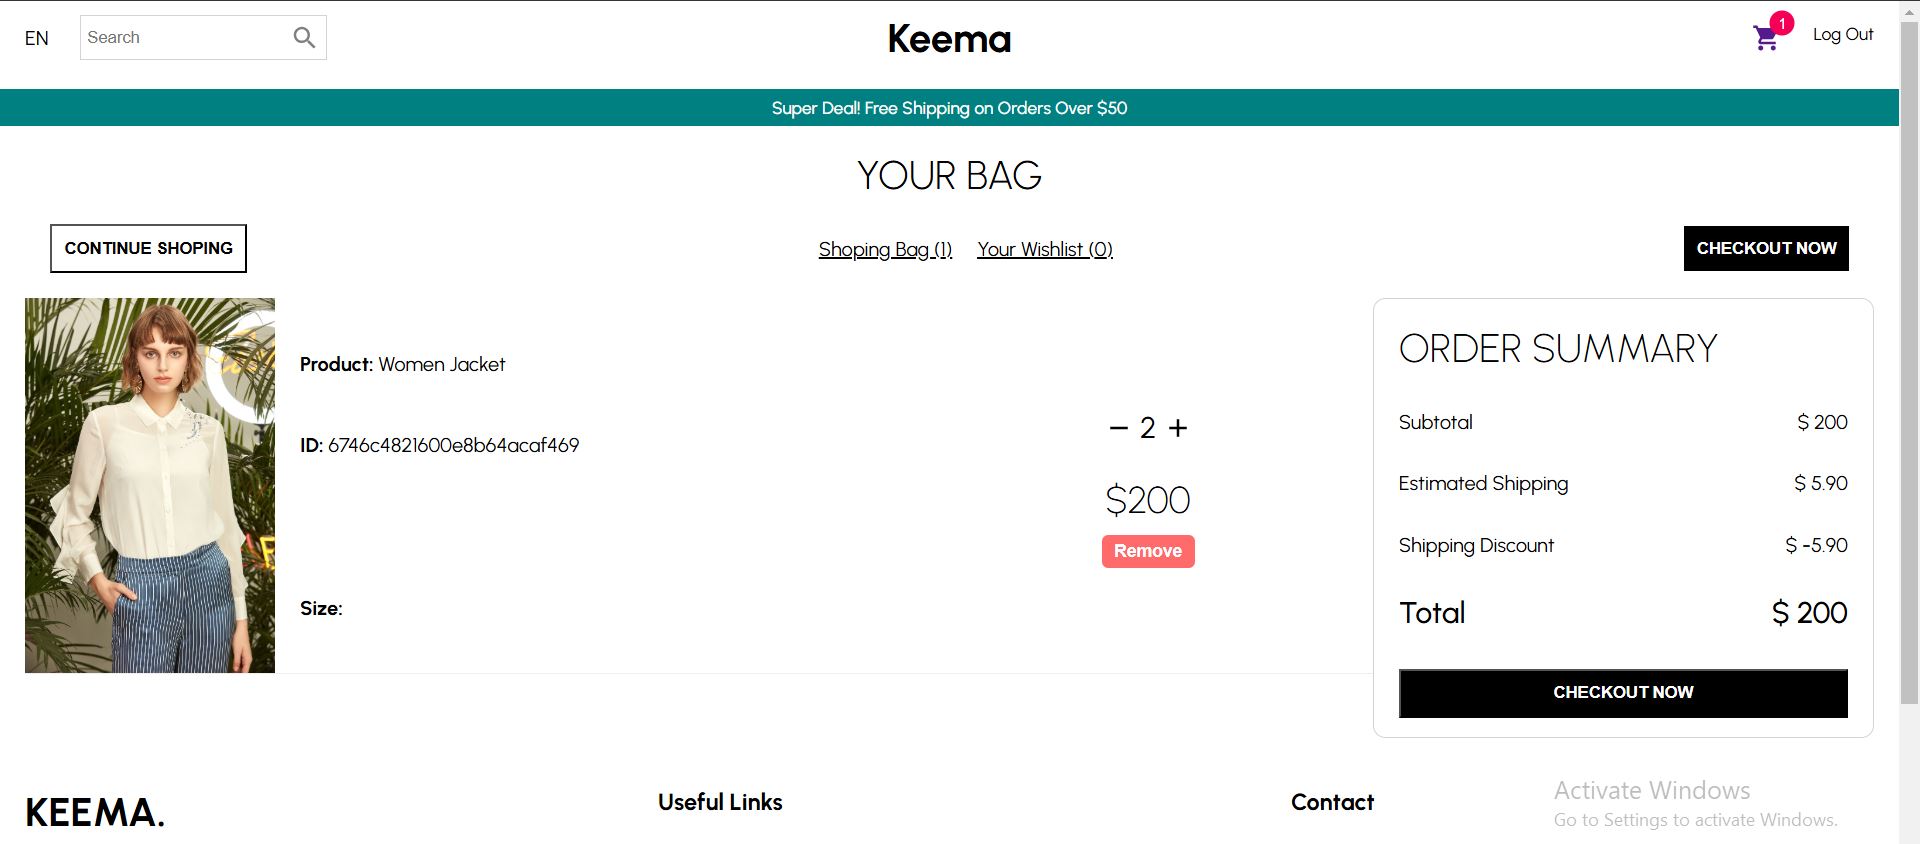 EN
Search
Keema
1
Log Out
Super Deal! Free Shipping on Orders Over $50
YOUR BAG
CONTINUE SHOPING
Shoping Bag (1)
Your Wishlist (0)
CHECKOUT NOW
Product: Women Jacket
ID: 6746c4821600e8b64acaf469
Size:
− 2 +
$200
Remove
ORDER SUMMARY
Subtotal $ 200
Estimated Shipping $ 5.90
Shipping Discount $ -5.90
Total $ 200
CHECKOUT NOW
KEEMA.
Useful Links
Contact
Activate Windows
Go to Settings to activate Windows.